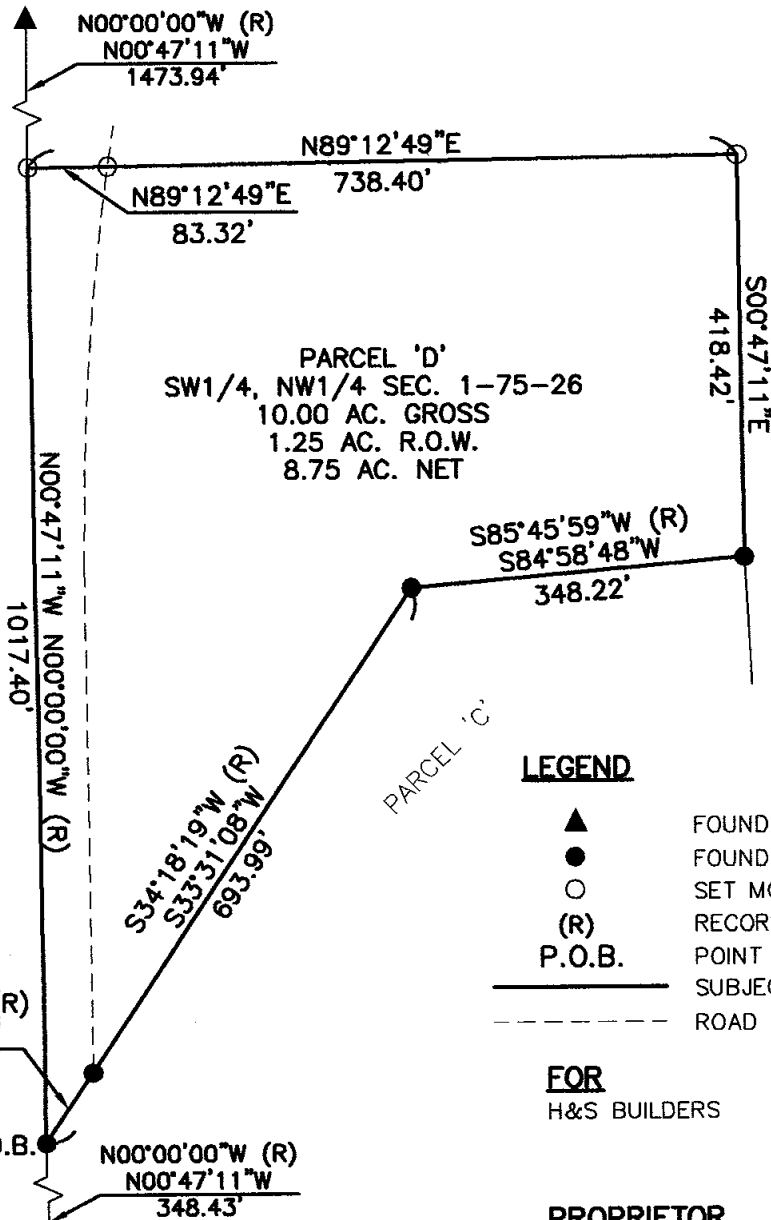 N00°00'00"W (R)
N00°47'11"W
1473.94'
N89°12'49"E
738.40'
N89°12'49"E
83.32'
S00°47'11"E
418.42'
PARCEL 'D'
SW1/4, NW1/4 SEC. 1-75-26
10.00 AC. GROSS
1.25 AC. R.O.W.
8.75 AC. NET
S85°45'59"W (R)
S84°58'48"W
348.22'
N00°47'11"W N00°00'00"W (R)
1017.40'
PARCEL 'C'
S34°18'19"W (R)
S33°31'08"W
693.99'
LEGEND
FOUND
FOUND
SET
(R)
P.O.B. POINT
ROAD
R)
FOR
H&S BUILDERS
.B.
N00°00'00"W (R)
N00°47'11"W
348.43'
PROPRIETOR